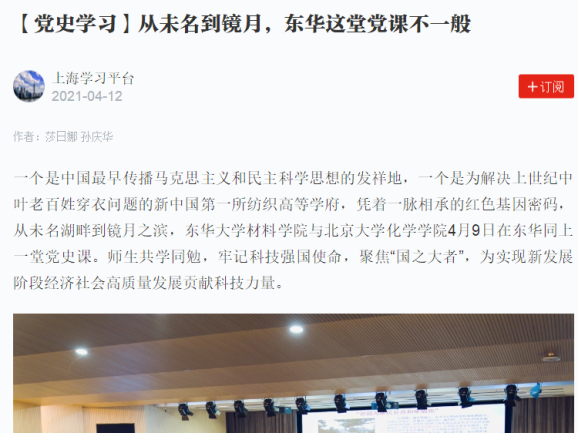 【党史学习】从未名到镜月，东华这堂党课不一般
上海学习平台
2021-04-12
+订阅
作者：莎日娜 孙庆华
一个是中国最早传播马克思主义和民主科学思想的发祥地，一个是为解决上世纪中
叶老百姓穿衣问题的新中国第一所纺织高等学府，凭着一脉相承的红色基因密码，
从未名湖畔到镜月之滨，东华大学材料学院与北京大学化学学院4月9日在东华同上
一堂党史课。师生共学同勉，牢记科技强国使命，聚焦“国之大者”，为实现新发展
阶段经济社会高质量发展贡献科技力量。